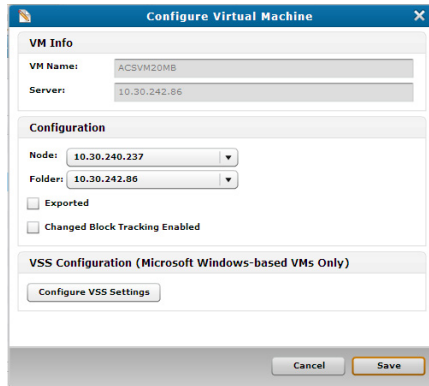 Configure Virtual Machine
VM Info
VM Name: ACSVM20MB
Server: 10.30.242.86
Configuration
Node: 10.30.240.237
Folder: 10.30.242.86
Exported
Changed Block Tracking Enabled
VSS Configuration (Microsoft Windows-based VMs Only)
Configure VSS Settings
Cancel Save